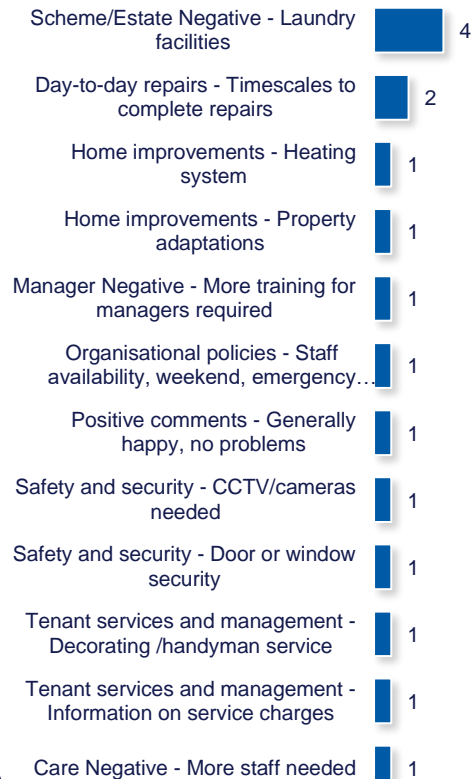 Scheme/Estate Negative - Laundry
facilities
4
Day-to-day repairs - Timescales to
complete repairs
2
Home improvements - Heating
system
1
Home improvements - Property
adaptations
1
Manager Negative - More training for
managers required
1
Organisational policies - Staff
availability, weekend, emergency…
1
Positive comments - Generally
happy, no problems
1
Safety and security - CCTV/cameras
needed
1
Safety and security - Door or window
security
1
Tenant services and management -
Decorating /handyman service
1
Tenant services and management -
Information on service charges
1
Care Negative - More staff needed
1